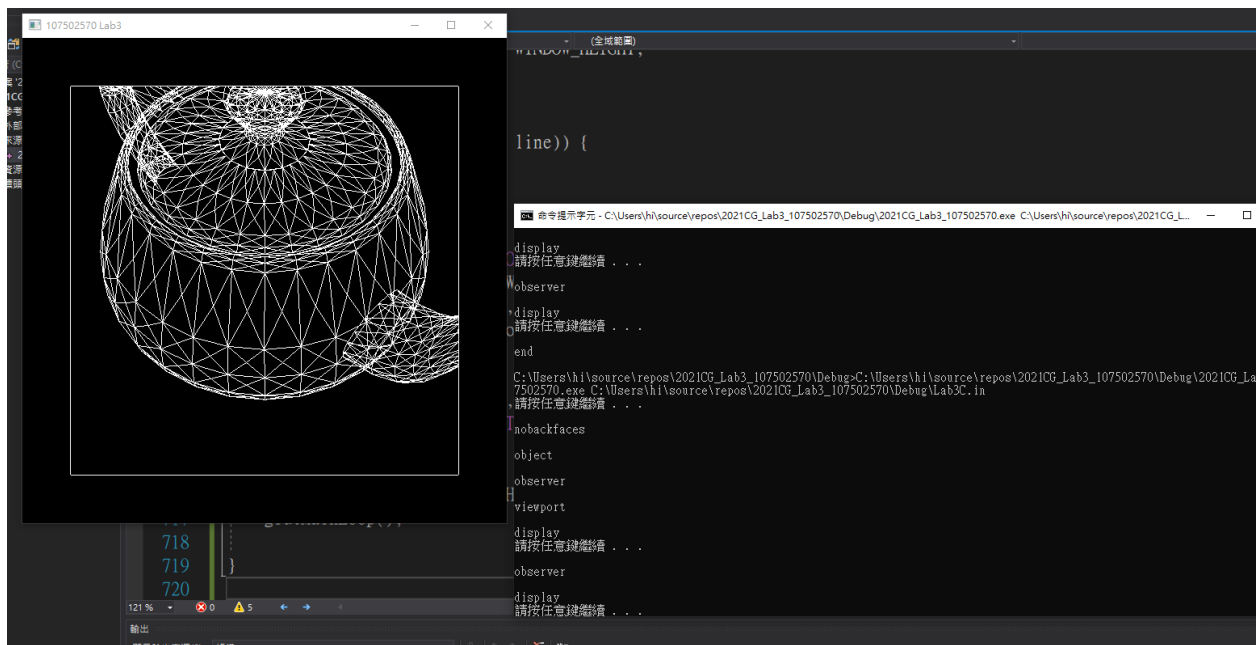 107502570 Lab3
(全域範圍)
line)) {
命令提示字元 - C:\Users\hi\source\repos\2021CG_Lab3_107502570\Debug\2021CG_Lab3_107502570.exe C:\Users\hi\source\repos\2021CG_L...
display
請按任意鍵繼續 . . .
observer
display
請按任意鍵繼續 . . .
end
C:\Users\hi\source\repos\2021CG_Lab3_107502570\Debug>C:\Users\hi\source\repos\2021CG_Lab3_107502570\Debug\2021CG_La
7502570.exe C:\Users\hi\source\repos\2021CG_Lab3_107502570\Debug\Lab3C.in
請按任意鍵繼續 . . .
nobackfaces
object
observer
viewport
display
請按任意鍵繼續 . . .
observer
display
請按任意鍵繼續 . . .
718
719 }
720
121 % 0 5
輸出